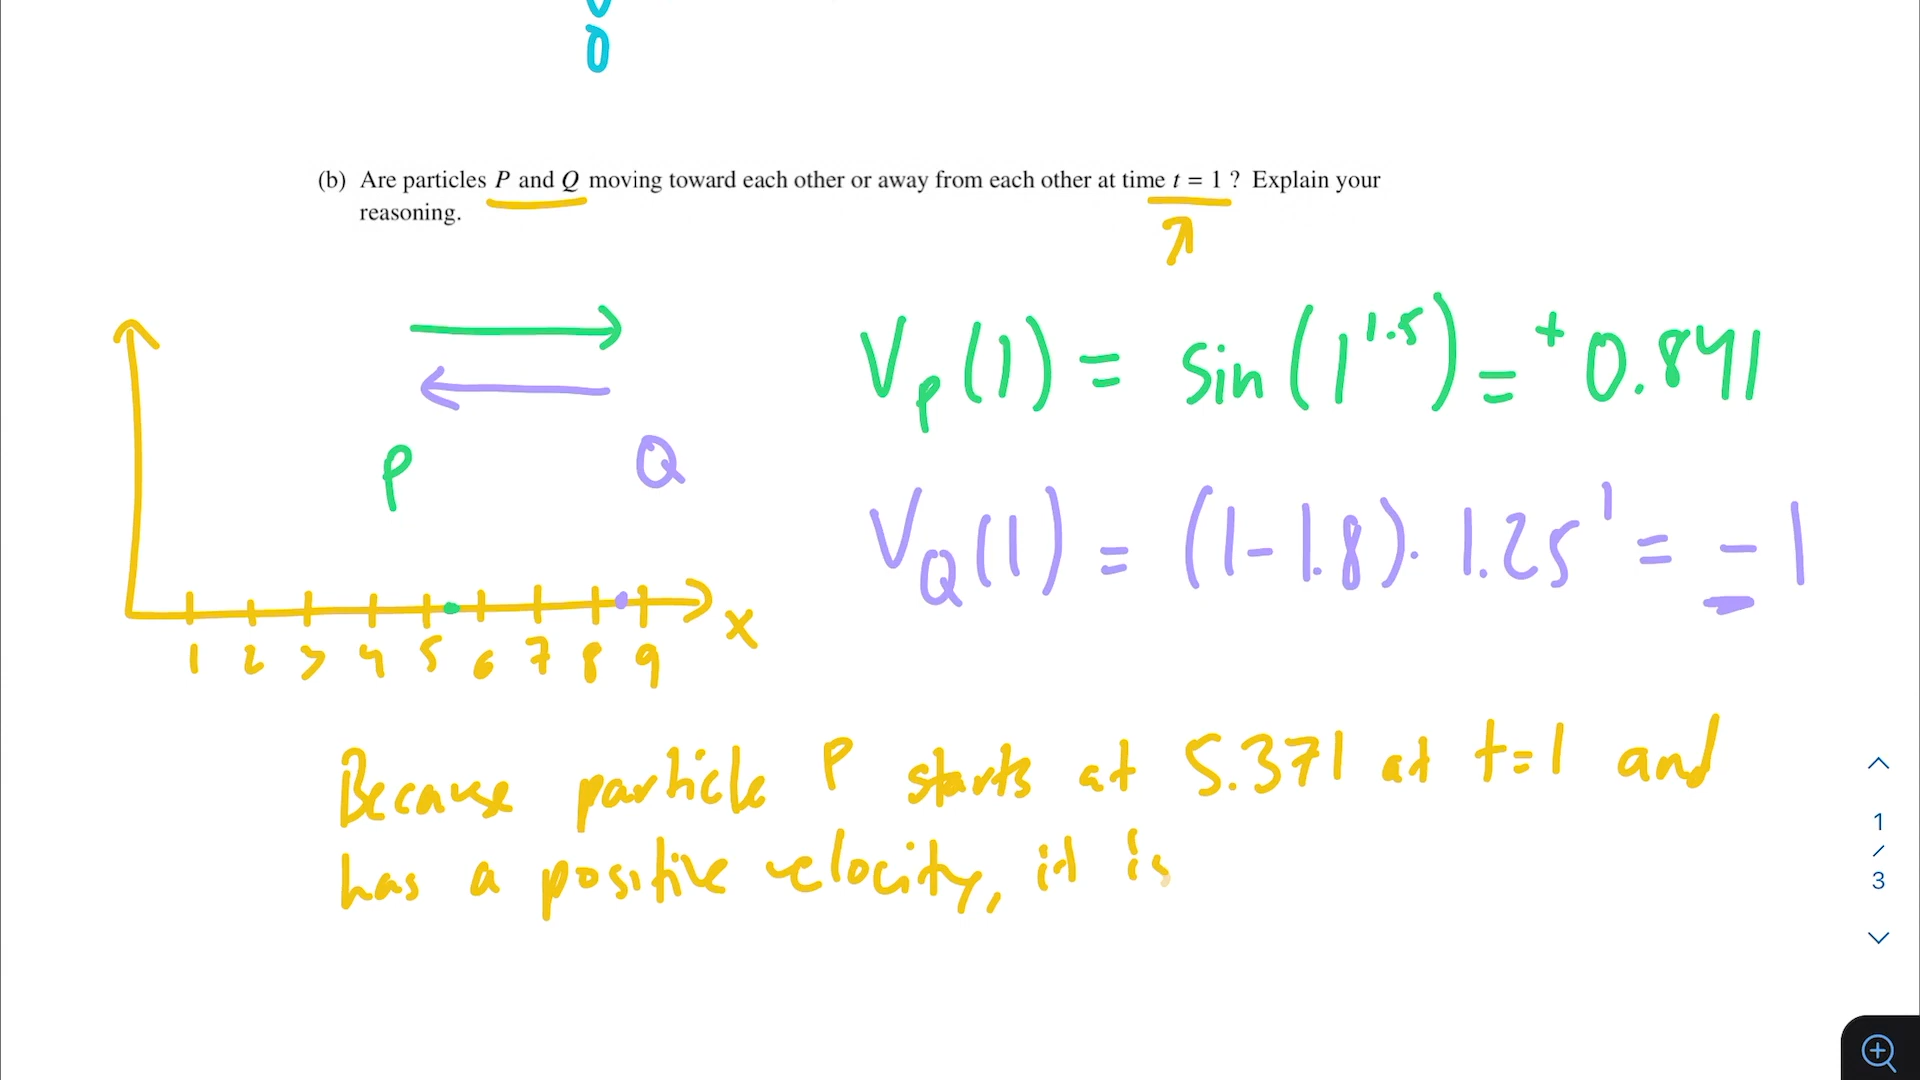 0
(b) Are particles P and Q moving toward each other or away from each other at time t = 1 ? Explain your
reasoning.
V_P(1) = sin(1^1.5) = +0.841
P Q
V_Q(1) = (1-1.8)·1.25^1 = -1
x
1 2 3 4 5 6 7 8 9
Because particle P starts at 5.371 at t=1 and
has a positive velocity, it is
1
/
3